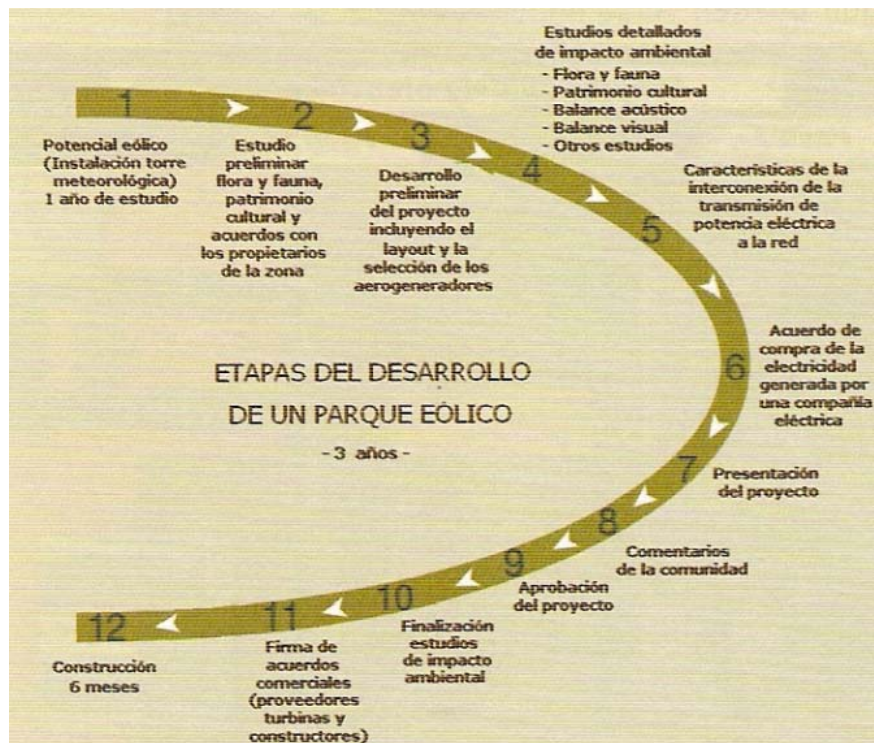 1
Potencial eólico
(Instalación torre
meteorológica)
1 año de estudio
2
Estudio
preliminar
flora y fauna,
patrimonio
cultural y
acuerdos con
los propietarios
de la zona
3
Desarrollo
preliminar
del proyecto
incluyendo el
layout y la
selección de los
aerogeneradores
4
Estudios detallados
de impacto ambiental
- Flora y fauna
- Patrimonio cultural
- Balance acústico
- Balance visual
- Otros estudios
5
Características de la
interconexión de la
transmisión de
potencia eléctrica
a la red
ETAPAS DEL DESARROLLO
DE UN PARQUE EÓLICO
- 3 años -
6
Acuerdo de
compra de la
electricidad
generada por
una compañía
eléctrica
7
Presentación
del proyecto
8
Comentarios
de la comunidad
9
Aprobación
del proyecto
10
Finalización
estudios
de impacto
ambiental
11
Firma de
acuerdos
comerciales
(proveedores
turbinas y
constructores)
12
Construcción
6 meses